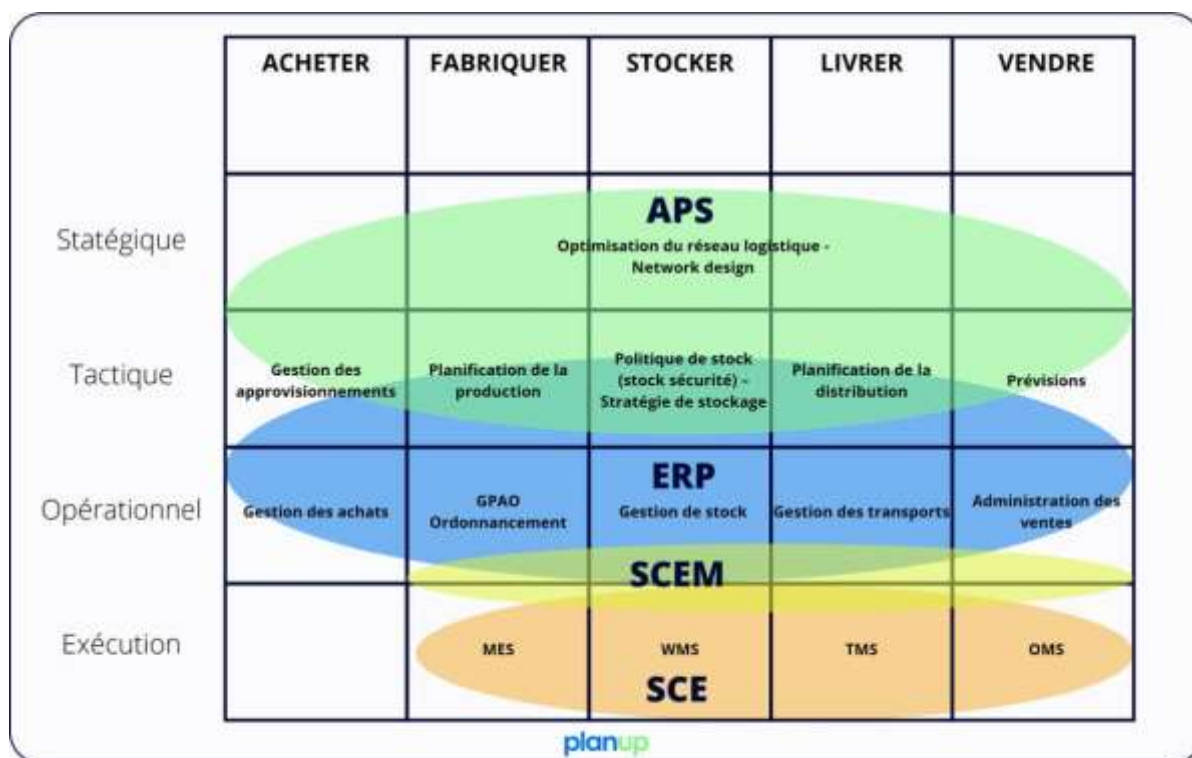 ACHETER FABRIQUER STOCKER LIVRER VENDRE
Statégique
APS
Optimisation du réseau logistique -
Network design
Tactique
Gestion des
approvisionnements
Planification de la
production
Politique de stock
(stock sécurité) –
Stratégie de stockage
Planification de la
distribution
Prévisions
Opérationnel
ERP
Gestion des achats
GPAO
Ordonnancement
Gestion de stock
Gestion des transports
Administration des
ventes
SCEM
Exécution
MES
WMS
TMS
OMS
SCE
planup